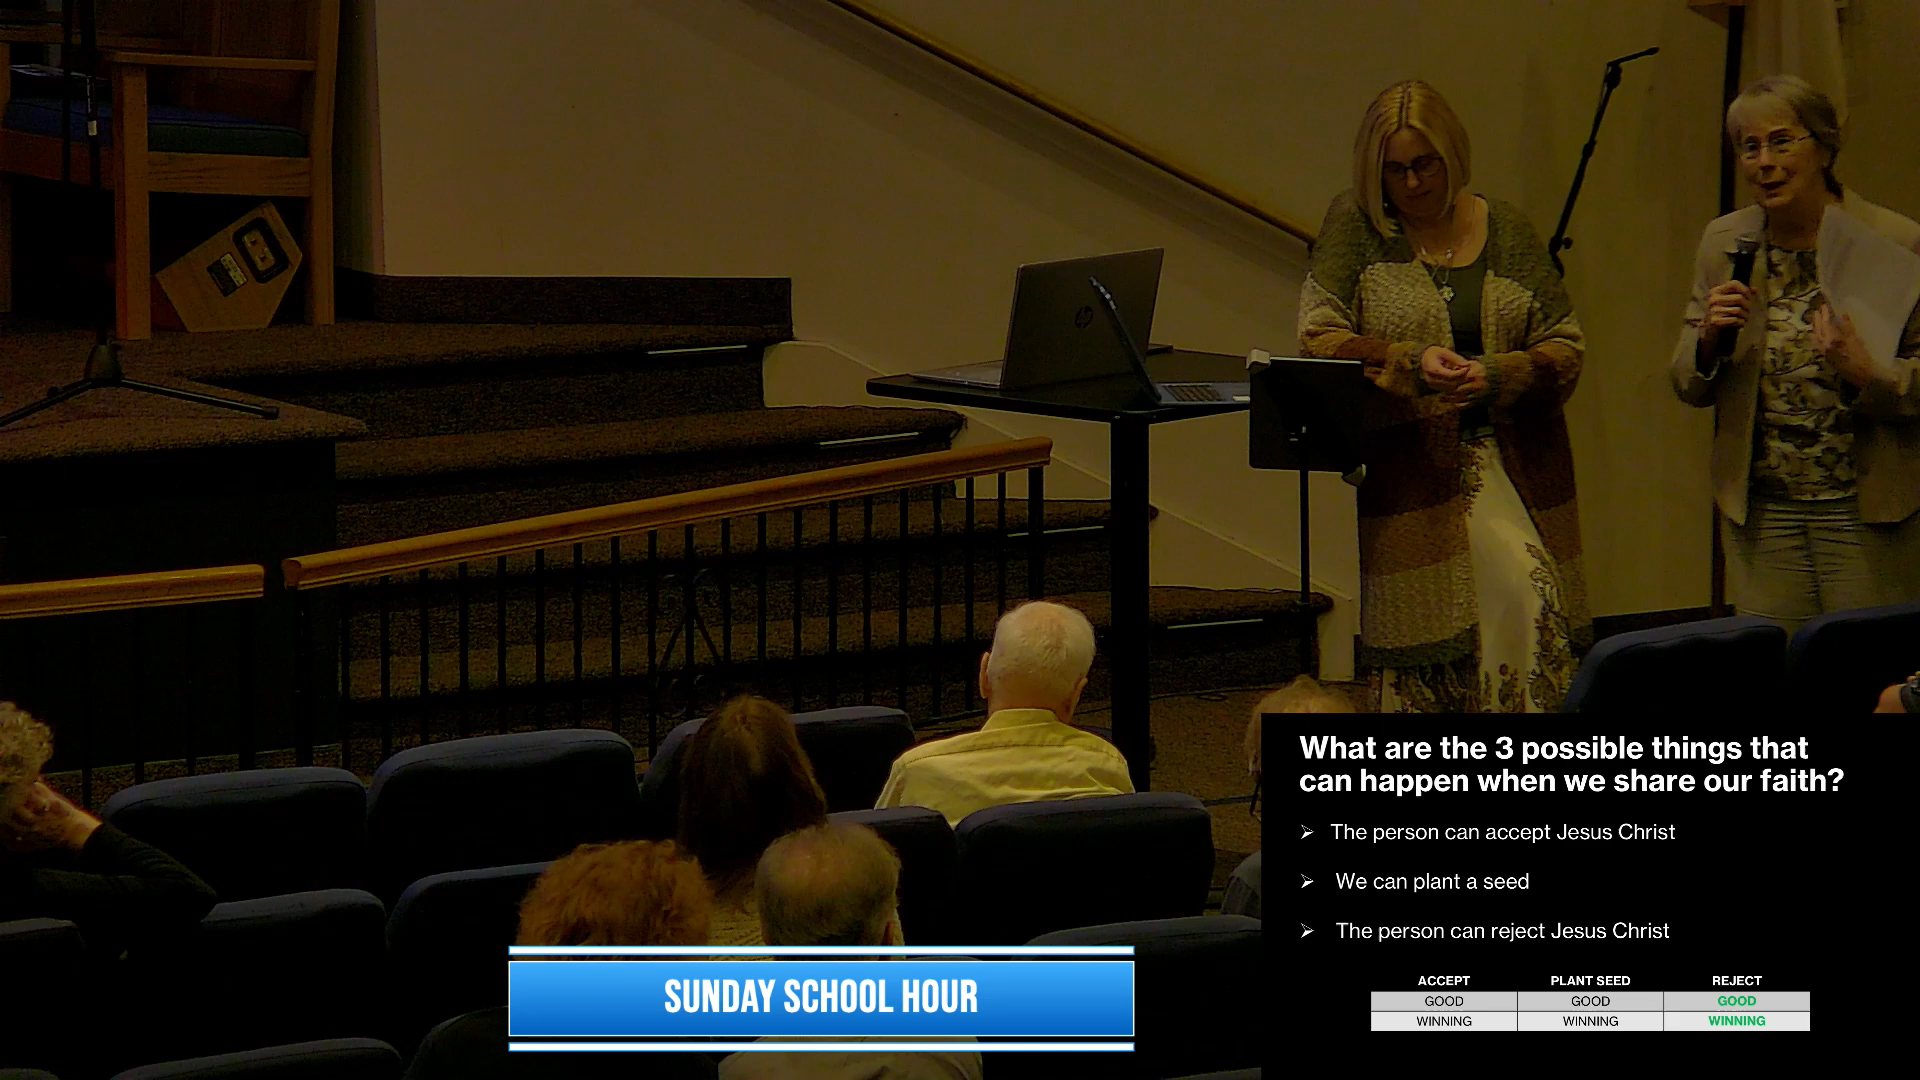 hp
What are the 3 possible things that
can happen when we share our faith?
➢ The person can accept Jesus Christ
➢ We can plant a seed
➢ The person can reject Jesus Christ
ACCEPT PLANT SEED REJECT
GOOD GOOD GOOD
WINNING WINNING WINNING
SUNDAY SCHOOL HOUR